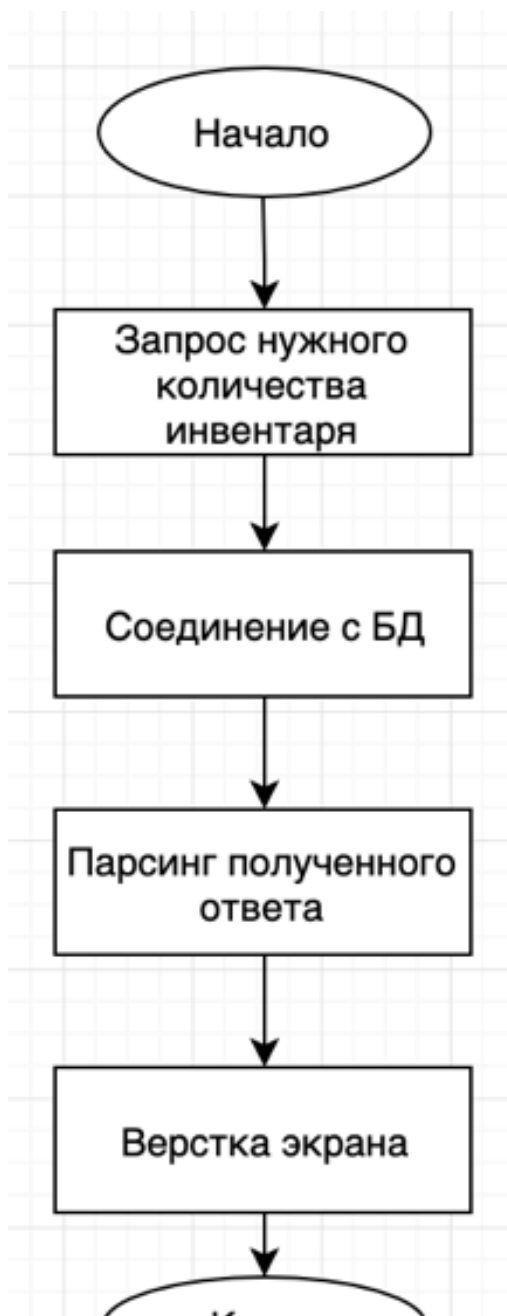 Начало
Запрос нужного
количества
инвентаря
Соединение с БД
Парсинг полученного
ответа
Верстка экрана